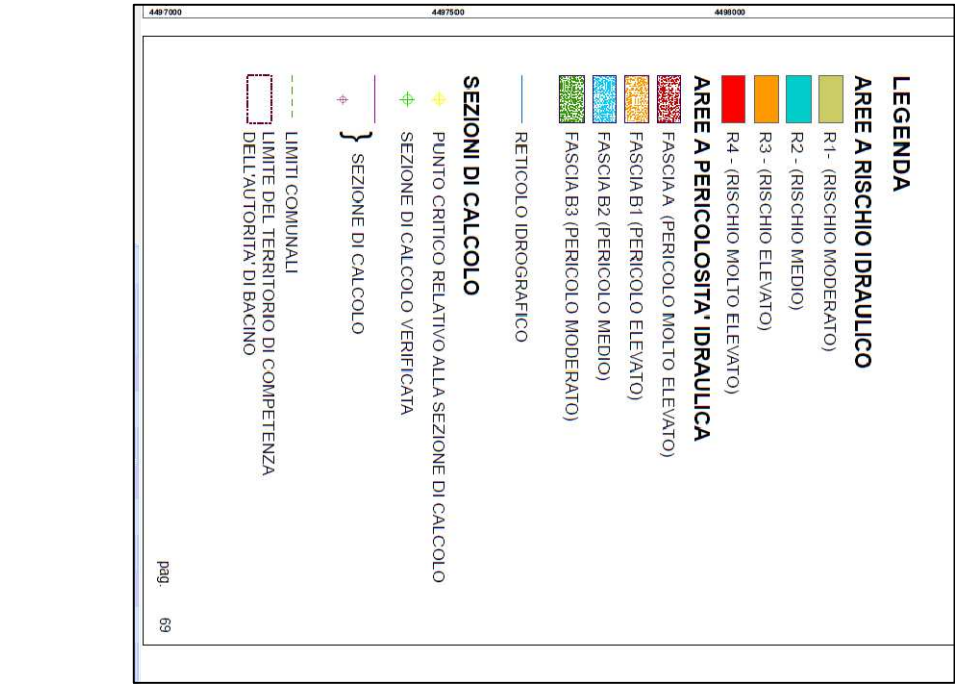 4497000
4497500
4498000
LEGENDA
AREE A RISCHIO IDRAULICO
R1- (RISCHIO MODERATO)
R2 - (RISCHIO MEDIO)
R3 - (RISCHIO ELEVATO)
R4 - (RISCHIO MOLTO ELEVATO)
AREE A PERICOLOSITA' IDRAULICA
FASCIA A (PERICOLO MOLTO ELEVATO)
FASCIA B1 (PERICOLO ELEVATO)
FASCIA B2 (PERICOLO MEDIO)
FASCIA B3 (PERICOLO MODERATO)
RETICOLO IDROGRAFICO
SEZIONI DI CALCOLO
PUNTO CRITICO RELATIVO ALLA SEZIONE DI CALCOLO
SEZIONE DI CALCOLO VERIFICATA
} SEZIONE DI CALCOLO
LIMITI COMUNALI
LIMITE DEL TERRITORIO DI COMPETENZA
DELL'AUTORITA' DI BACINO
pag. 69